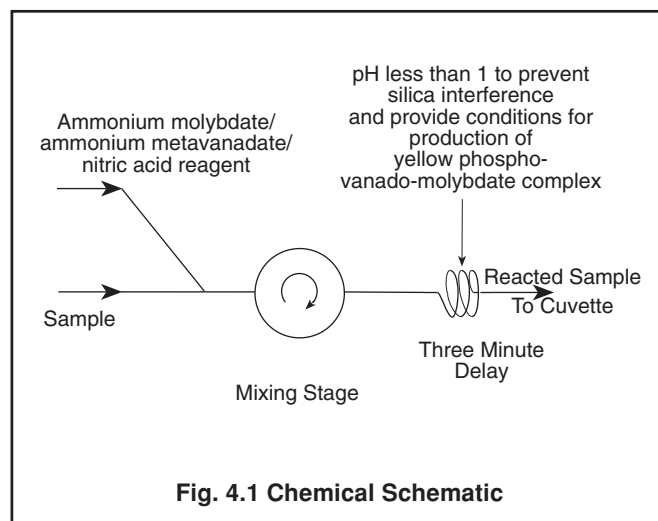 pH less than 1 to prevent
silica interference
and provide conditions for
production of
yellow phospho-
vanado-molybdate complex
Ammonium molybdate/
ammonium metavanadate/
nitric acid reagent
Sample
Mixing Stage
Reacted Sample
To Cuvette
Three Minute
Delay
Fig. 4.1 Chemical Schematic